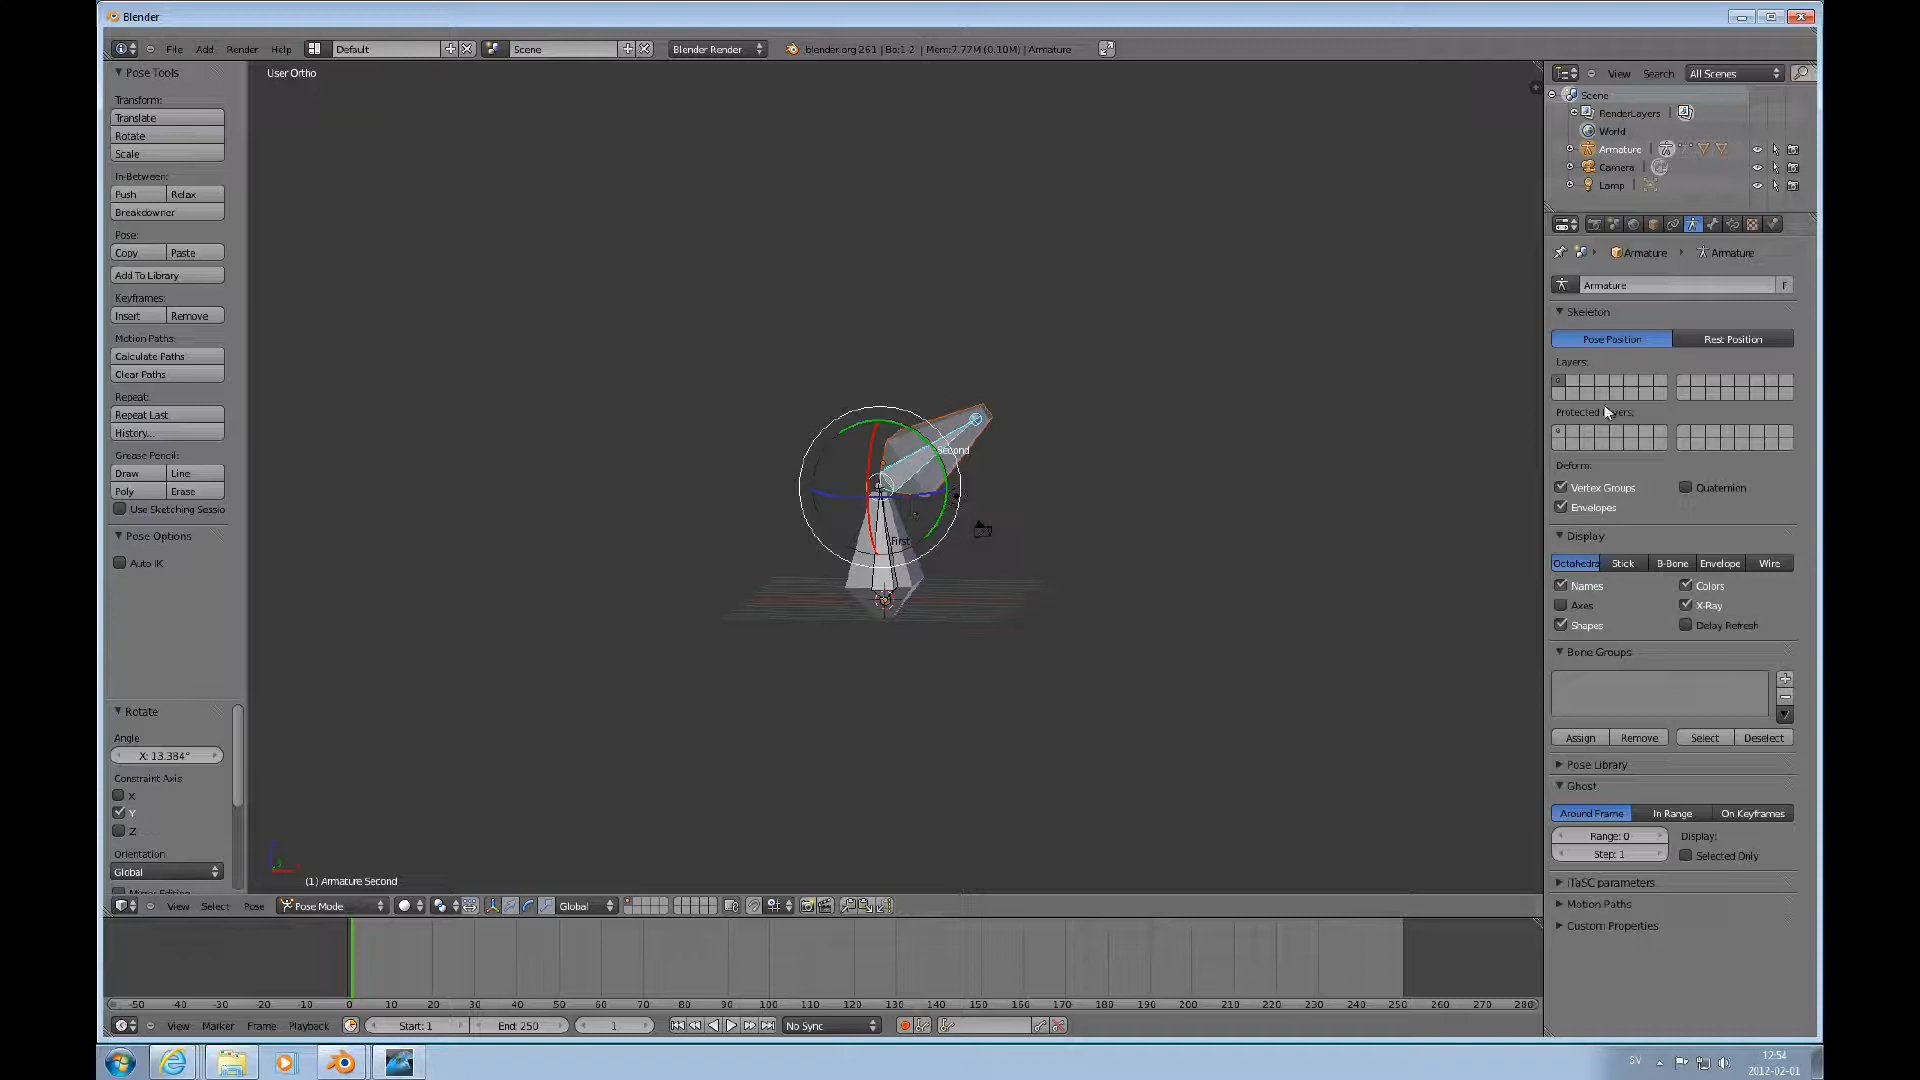 Blender
File Add Render Help Default Scene Blender Render blender.org 261 | Bo:1-2 | Mem:7.77M (0.10M) | Armature
Pose Tools
Transform:
Translate
Rotate
Scale
In-Between:
Push Relax
Breakdowner
Pose:
Copy Paste
Add To Library
Keyframes:
Insert Remove
Motion Paths:
Calculate Paths
Clear Paths
Repeat:
Repeat Last
History...
Grease Pencil:
Draw Line
Poly Erase
Use Sketching Sessio
Pose Options
Auto IK
Rotate
Angle
X: 13.384°
Constraint Axis
X
Y
Z
Orientation
Global
User Ortho
Second
First
(1) Armature Second
View Select Pose Pose Mode Global
-50 -40 -30 -20 -10 0 10 20 30 40 50 60 70 80 90 100 110 120 130 140 150 160 170 180 190 200 210 220 230 240 250 260 270 280
View Marker Frame Playback Start: 1 End: 250 1 No Sync
View Search All Scenes
Scene
RenderLayers
World
Armature
Camera
Lamp
Armature Armature
Armature F
Skeleton
Pose Position Rest Position
Layers:
Deform:
Vertex Groups Quaternion
Envelopes
Display
Octahedra Stick B-Bone Envelope Wire
Names Colors
Axes X-Ray
Shapes Delay Refresh
Bone Groups
Assign Remove Select Deselect
Pose Library
Ghost
Around Frame In Range On Keyframes
Range: 0 Display:
Step: 1 Selected Only
iTaSC parameters
Motion Paths
Custom Properties
SV
12:54
2012-02-01